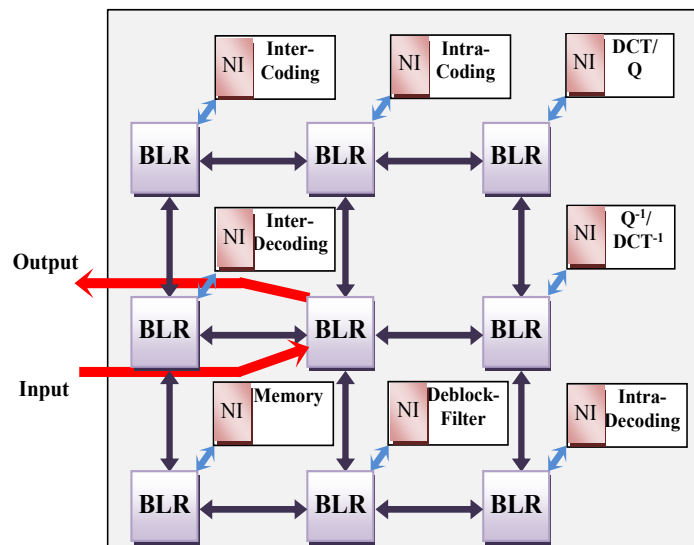 Inter-
Coding
NI
Intra-
Coding
NI
DCT/
Q
NI
BLR
BLR
BLR
Inter-
Decoding
NI
Q⁻¹/
DCT⁻¹
NI
Output
BLR
BLR
BLR
Input
NI
Memory
NI
Deblock-
Filter
NI
Intra-
Decoding
BLR
BLR
BLR